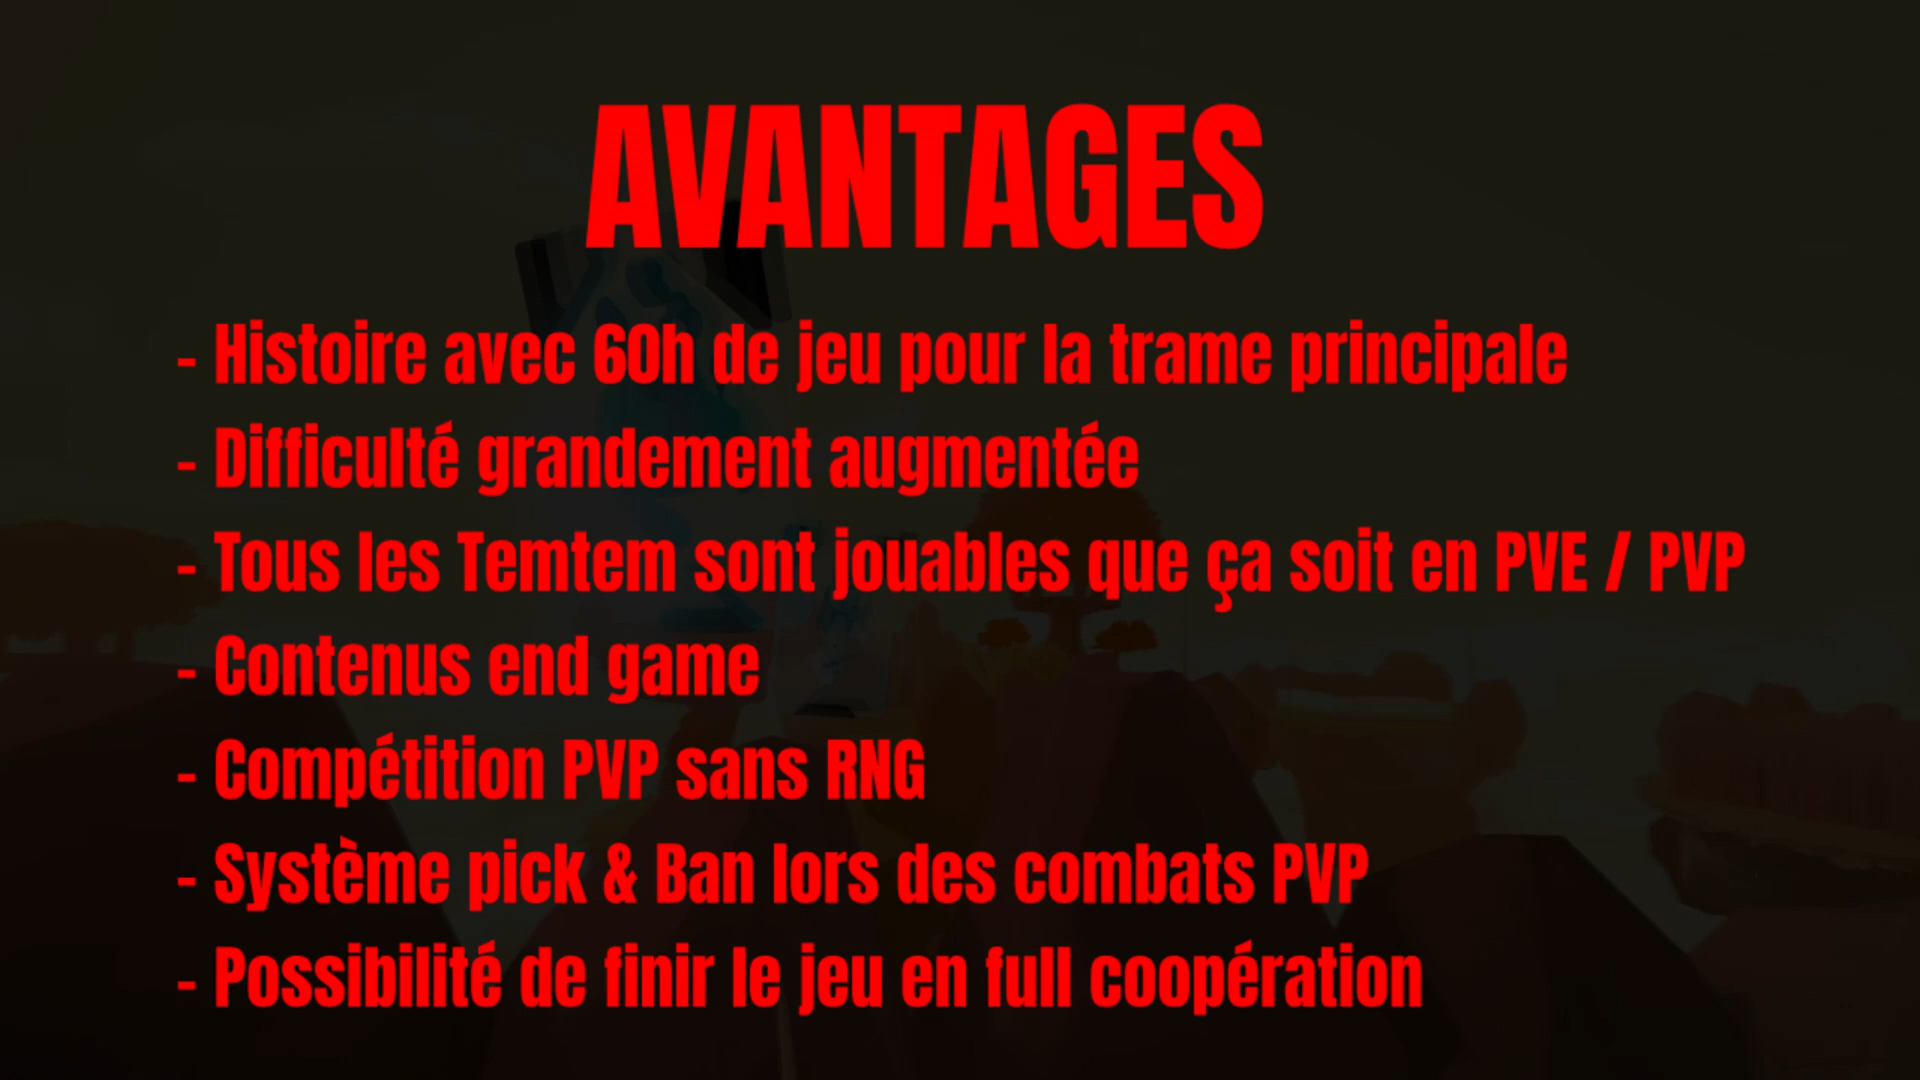 AVANTAGES
- Histoire avec 60h de jeu pour la trame principale
- Difficulté grandement augmentée
- Tous les Temtem sont jouables que ça soit en PVE / PVP
- Contenus end game
- Compétition PVP sans RNG
- Système pick & Ban lors des combats PVP
- Possibilité de finir le jeu en full coopération